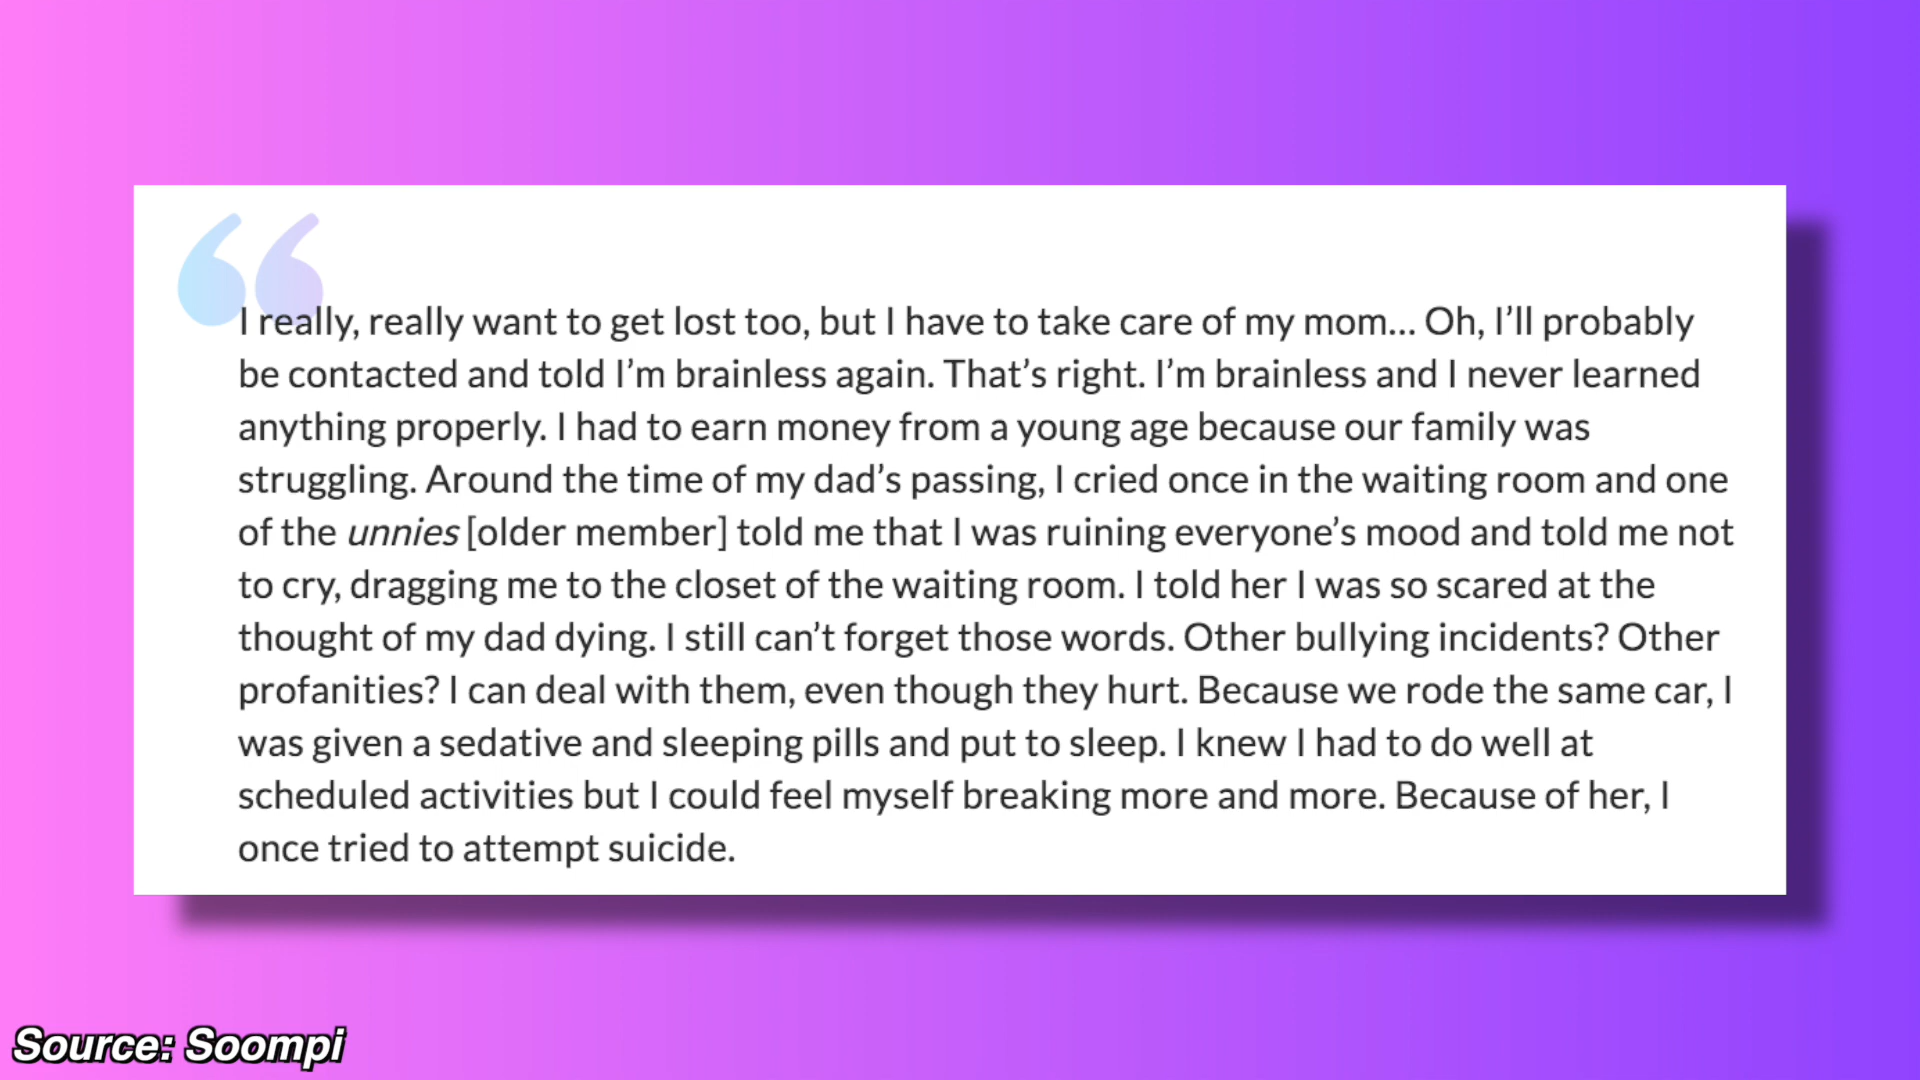 “
I really, really want to get lost too, but I have to take care of my mom… Oh, I’ll probably
be contacted and told I’m brainless again. That’s right. I’m brainless and I never learned
anything properly. I had to earn money from a young age because our family was
struggling. Around the time of my dad’s passing, I cried once in the waiting room and one
of the unnies [older member] told me that I was ruining everyone’s mood and told me not
to cry, dragging me to the closet of the waiting room. I told her I was so scared at the
thought of my dad dying. I still can’t forget those words. Other bullying incidents? Other
profanities? I can deal with them, even though they hurt. Because we rode the same car, I
was given a sedative and sleeping pills and put to sleep. I knew I had to do well at
scheduled activities but I could feel myself breaking more and more. Because of her, I
once tried to attempt suicide.
Source: Soompi